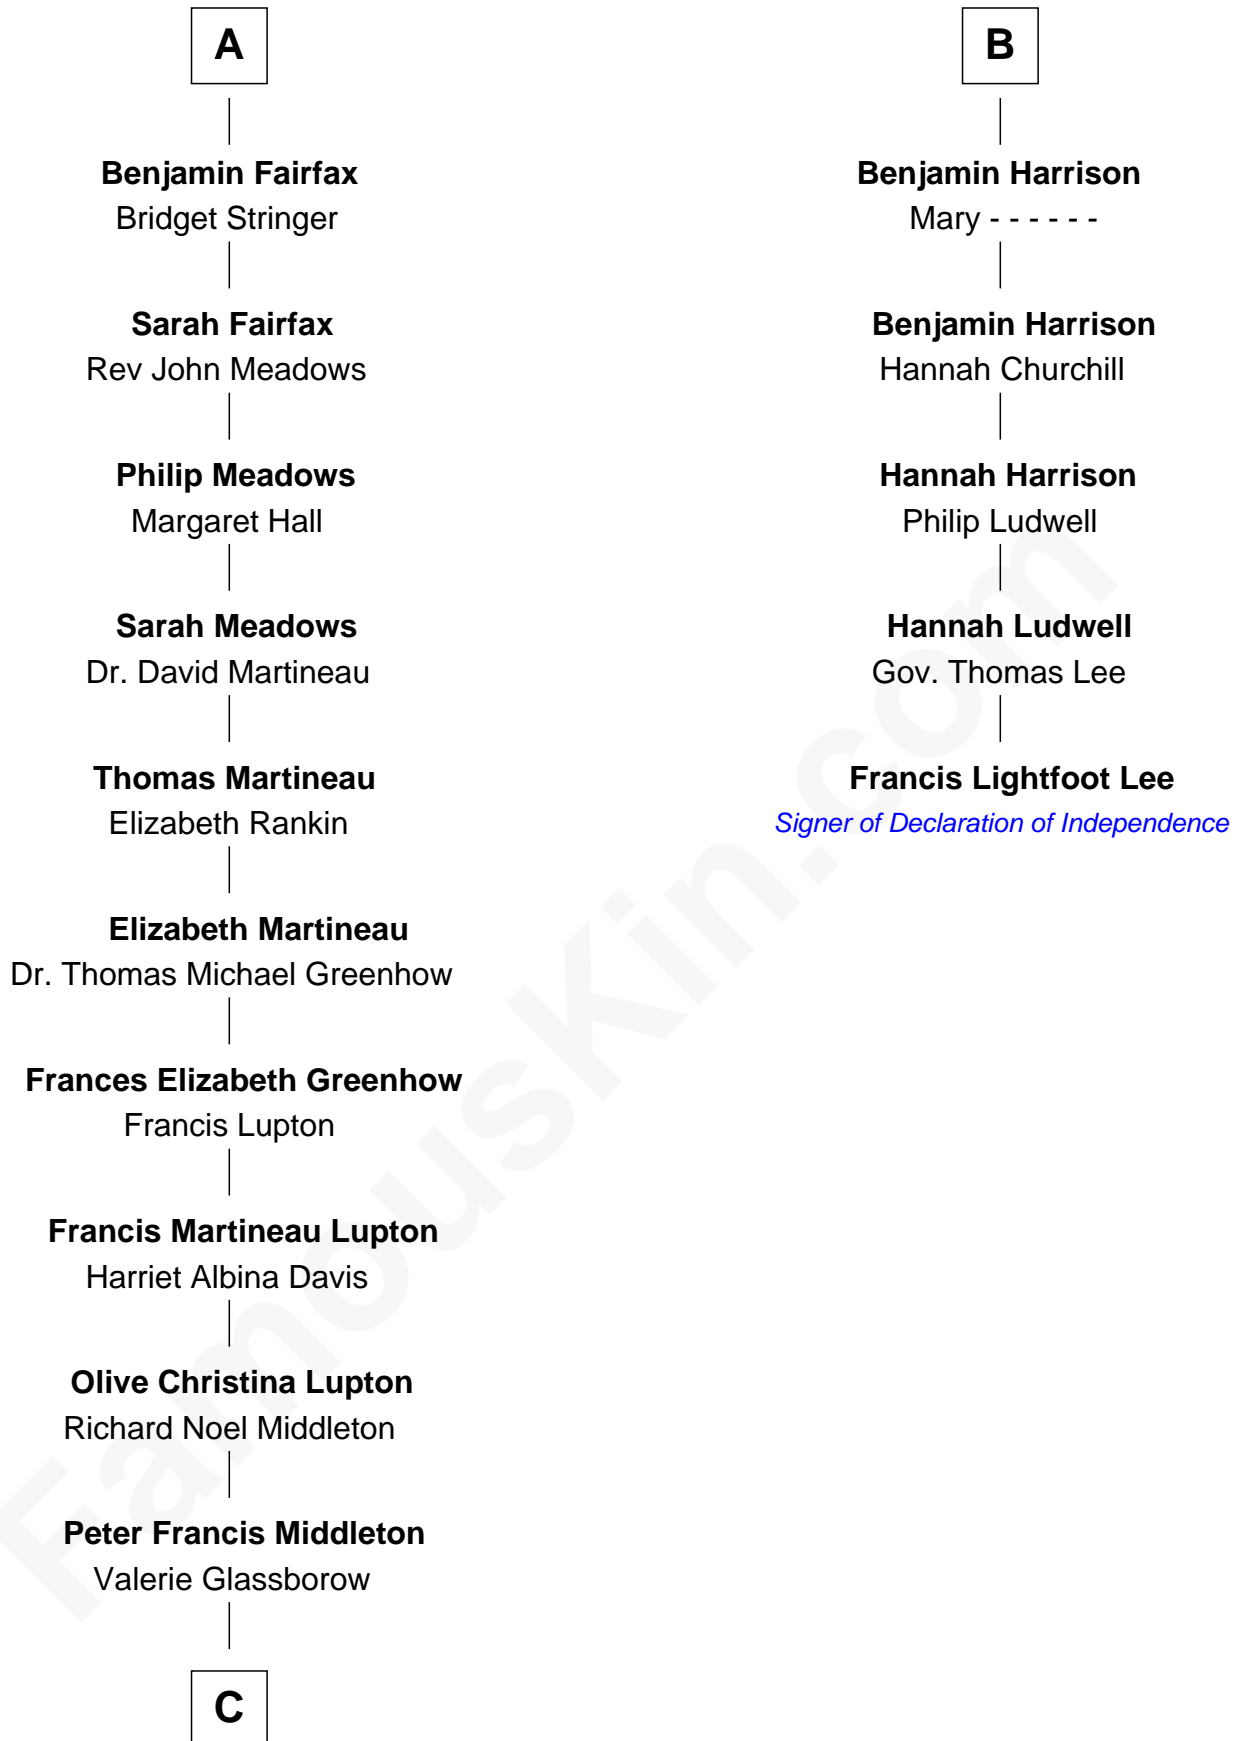 A
Benjamin Fairfax
Bridget Stringer
Sarah Fairfax
Rev John Meadows
Philip Meadows
Margaret Hall
Sarah Meadows
Dr. David Martineau
Thomas Martineau
Elizabeth Rankin
Elizabeth Martineau
Dr. Thomas Michael Greenhow
Frances Elizabeth Greenhow
Francis Lupton
Francis Martineau Lupton
Harriet Albina Davis
Olive Christina Lupton
Richard Noel Middleton
Peter Francis Middleton
Valerie Glassborow
C
B
Benjamin Harrison
Mary - - - - - -
Benjamin Harrison
Hannah Churchill
Hannah Harrison
Philip Ludwell
Hannah Ludwell
Gov. Thomas Lee
Francis Lightfoot Lee
Signer of Declaration of Independence
FamousKin.com